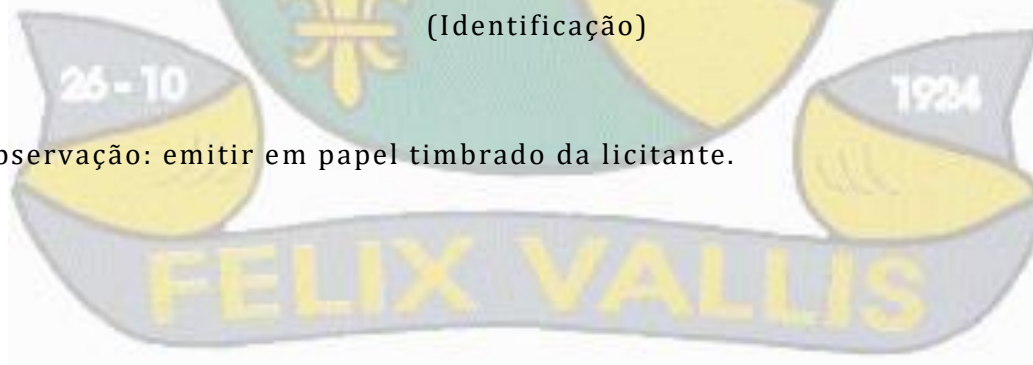 (Identificação)
26-10
1924
bservação: emitir em papel timbrado da licitante.
FELIX VALLIS